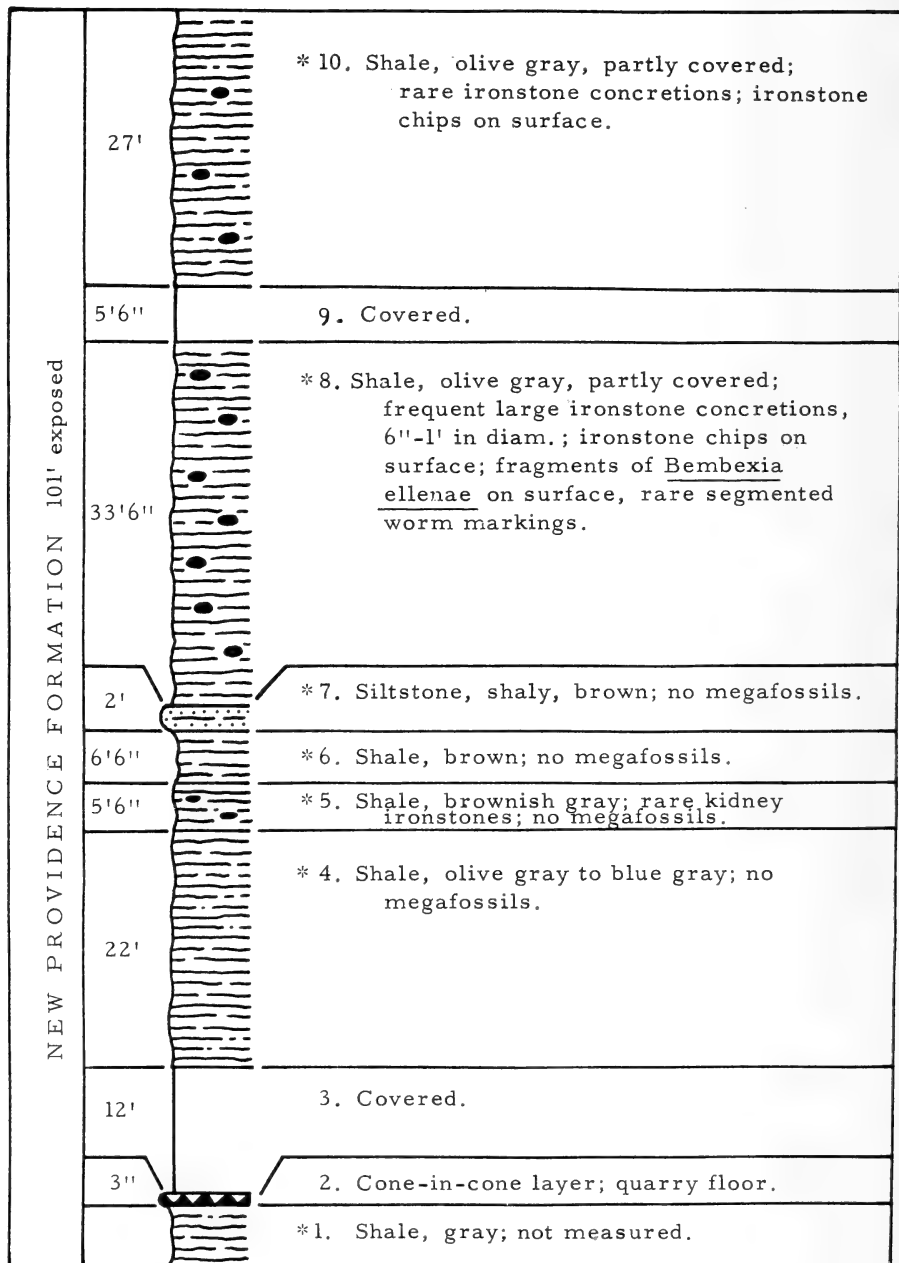 NEW PROVIDENCE FORMATION 101' exposed
27'
* 10. Shale, olive gray, partly covered;
rare ironstone concretions; ironstone
chips on surface.
5'6"
9. Covered.
33'6"
*8. Shale, olive gray, partly covered;
frequent large ironstone concretions,
6"-1' in diam.; ironstone chips on
surface; fragments of Bembexia
ellenae on surface, rare segmented
worm markings.
2'
*7. Siltstone, shaly, brown; no megafossils.
6'6"
*6. Shale, brown; no megafossils.
5'6"
*5. Shale, brownish gray; rare kidney
ironstones; no megafossils.
22'
* 4. Shale, olive gray to blue gray; no
megafossils.
12'
3. Covered.
3"
2. Cone-in-cone layer; quarry floor.
*1. Shale, gray; not measured.